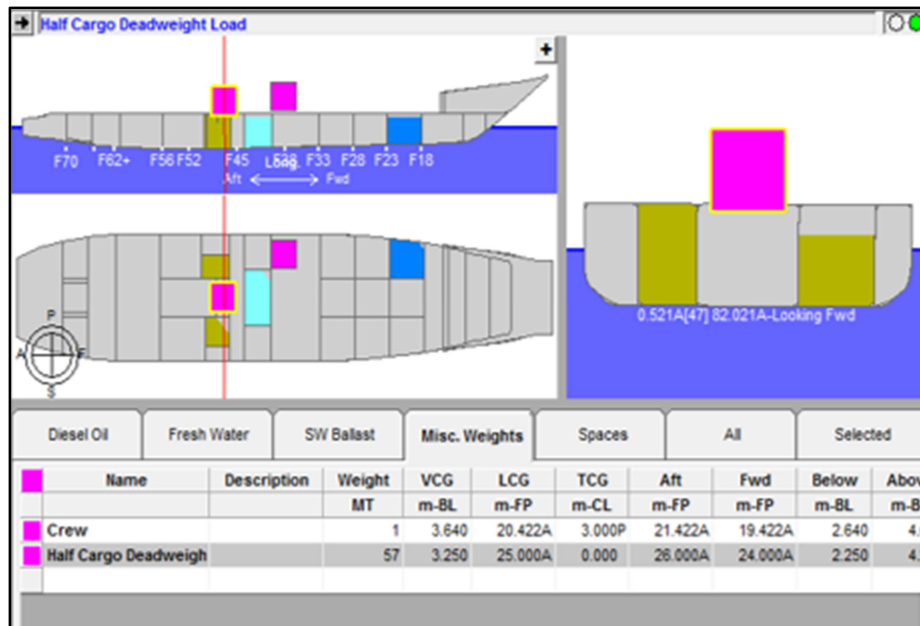 Half Cargo Deadweight Load
+
F70 F62+ F56 F52 F45 F33 F28 F23 F18
Aft Fwd
P
A F
S
0.521A[47] 82.021A-Looking Fwd
Diesel Oil Fresh Water SW Ballast Misc. Weights Spaces All Selected
Name Description Weight VCG LCG TCG Aft Fwd Below Abov
MT m-BL m-FP m-CL m-FP m-FP m-BL m-B
Crew 1 3.640 20.422A 3.000P 21.422A 19.422A 2.640 4.
Half Cargo Deadweigh 57 3.250 25.000A 0.000 26.000A 24.000A 2.250 4.